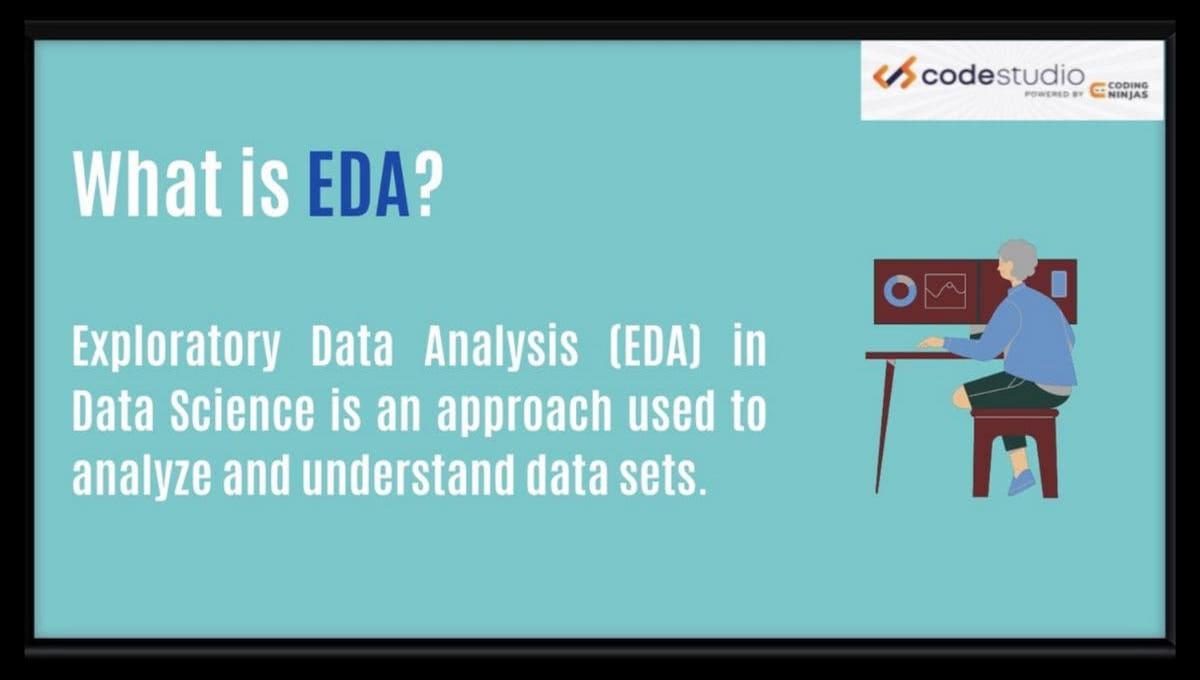 codestudio
POWERED BY CODING NINJAS
What is EDA?
Exploratory Data Analysis (EDA) in
Data Science is an approach used to
analyze and understand data sets.